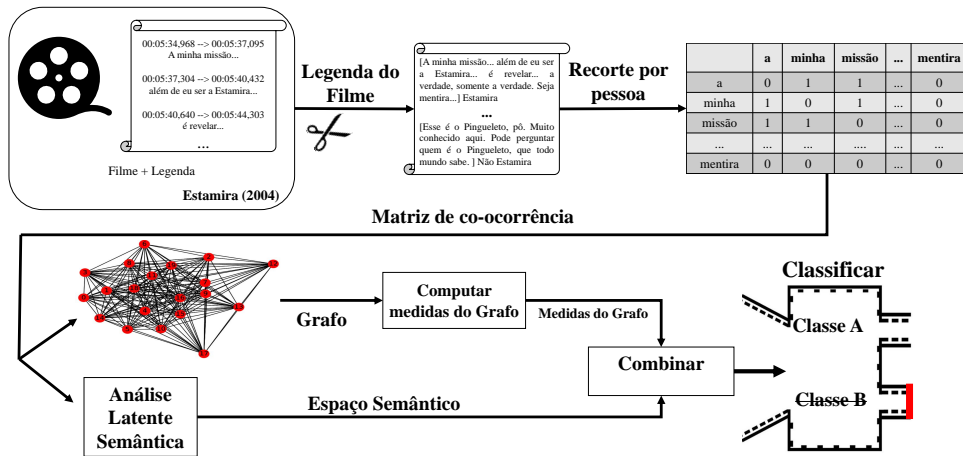 00:05:34,968 --> 00:05:37,095
A minha missão...
00:05:37,304 --> 00:05:40,432
além de eu ser a Estamira...
00:05:40,640 --> 00:05:44,303
é revelar...
...
Filme + Legenda
Estamira (2004)
Legenda do
Filme
[A minha missão... além de eu ser
a Estamira... é revelar... a
verdade, somente a verdade. Seja
mentira...] Estamira
...
[Esse é o Pingueleto, pô. Muito
conhecido aqui. Pode perguntar
quem é o Pingueleto, que todo
mundo sabe. ] Não Estamira
Recorte por
pessoa
a minha missão ... mentira
a 0 1 1 ... 0
minha 1 0 1 ... 0
missão 1 1 0 ... 0
... ... ... .... ... ...
mentira 0 0 0 ... 0
Matriz de co-ocorrência
Grafo
Computar
medidas do Grafo
Medidas do Grafo
Combinar
Classificar
Classe A
Classe B
Análise
Latente
Semântica
Espaço Semântico